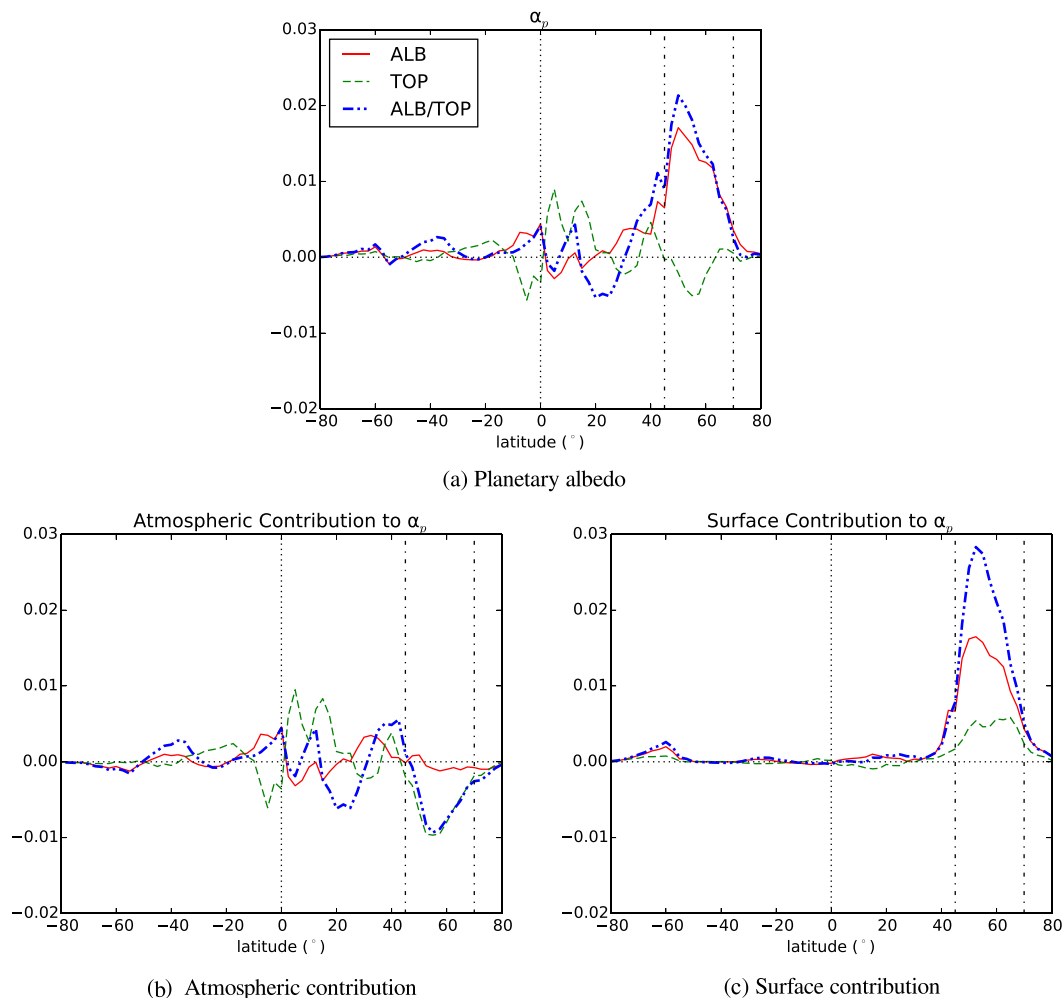 α_p
0.03
0.02
0.01
0.00
−0.01
−0.02
ALB
TOP
ALB/TOP
−80 −60 −40 −20 0 20 40 60 80
latitude (°)
(a) Planetary albedo
Atmospheric Contribution to α_p
0.03
0.02
0.01
0.00
−0.01
−0.02
−80 −60 −40 −20 0 20 40 60 80
latitude (°)
(b) Atmospheric contribution
Surface Contribution to α_p
0.03
0.02
0.01
0.00
−0.01
−0.02
−80 −60 −40 −20 0 20 40 60 80
latitude (°)
(c) Surface contribution